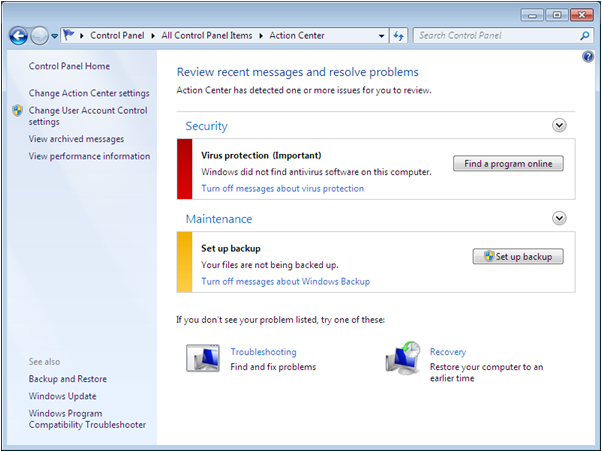 Control Panel ▸ All Control Panel Items ▸ Action Center
Search Control Panel
Control Panel Home
Change Action Center settings
Change User Account Control
settings
View archived messages
View performance information
See also
Backup and Restore
Windows Update
Windows Program
Compatibility Troubleshooter
Review recent messages and resolve problems
Action Center has detected one or more issues for you to review.
Security
Virus protection (Important)
Windows did not find antivirus software on this computer.
Find a program online
Turn off messages about virus protection
Maintenance
Set up backup
Your files are not being backed up.
Set up backup
Turn off messages about Windows Backup
If you don't see your problem listed, try one of these:
Troubleshooting
Find and fix problems
Recovery
Restore your computer to an
earlier time